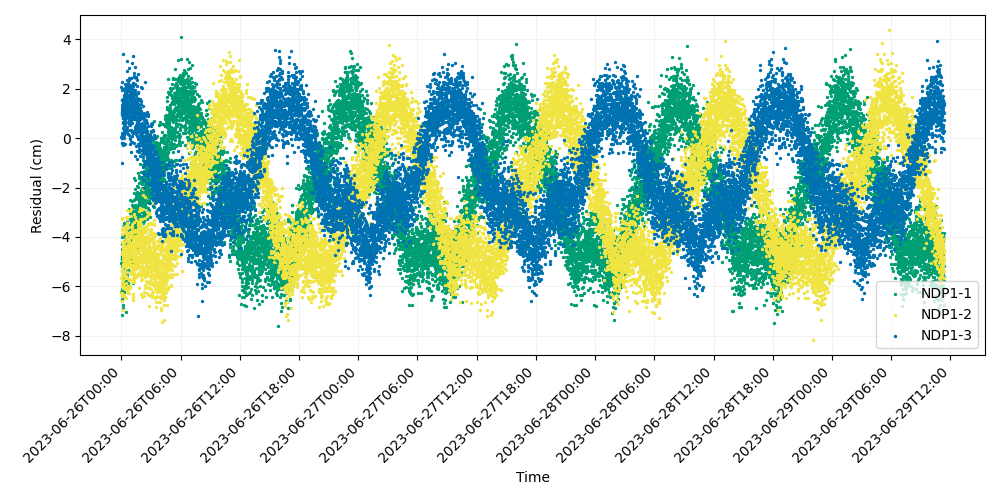 Residual (cm)
4
2
0
−2
−4
−6
−8
NDP1-1
NDP1-2
NDP1-3
2023-06-26T00:00
2023-06-26T06:00
2023-06-26T12:00
2023-06-26T18:00
2023-06-27T00:00
2023-06-27T06:00
2023-06-27T12:00
2023-06-27T18:00
2023-06-28T00:00
2023-06-28T06:00
2023-06-28T12:00
2023-06-28T18:00
2023-06-29T00:00
2023-06-29T06:00
2023-06-29T12:00
Time